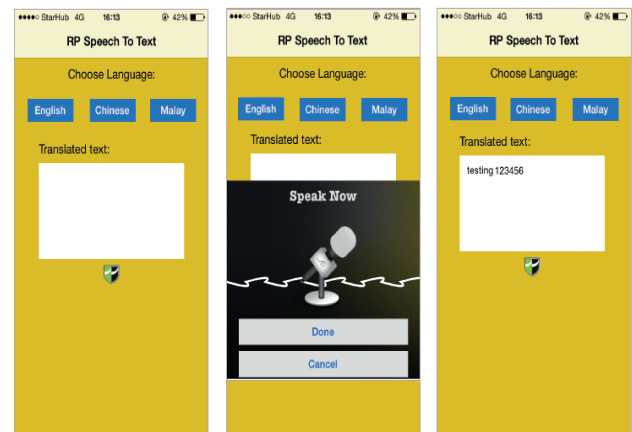 ●●●●○ StarHub 4G 16:13 42%
RP Speech To Text
Choose Language:
English Chinese Malay
Translated text:
●●●○○ StarHub 4G 16:13 42%
RP Speech To Text
Choose Language:
English Chinese Malay
Translated text:
Speak Now
Done
Cancel
●●●○○ StarHub 4G 16:13 42%
RP Speech To Text
Choose Language:
English Chinese Malay
Translated text:
testing 123456